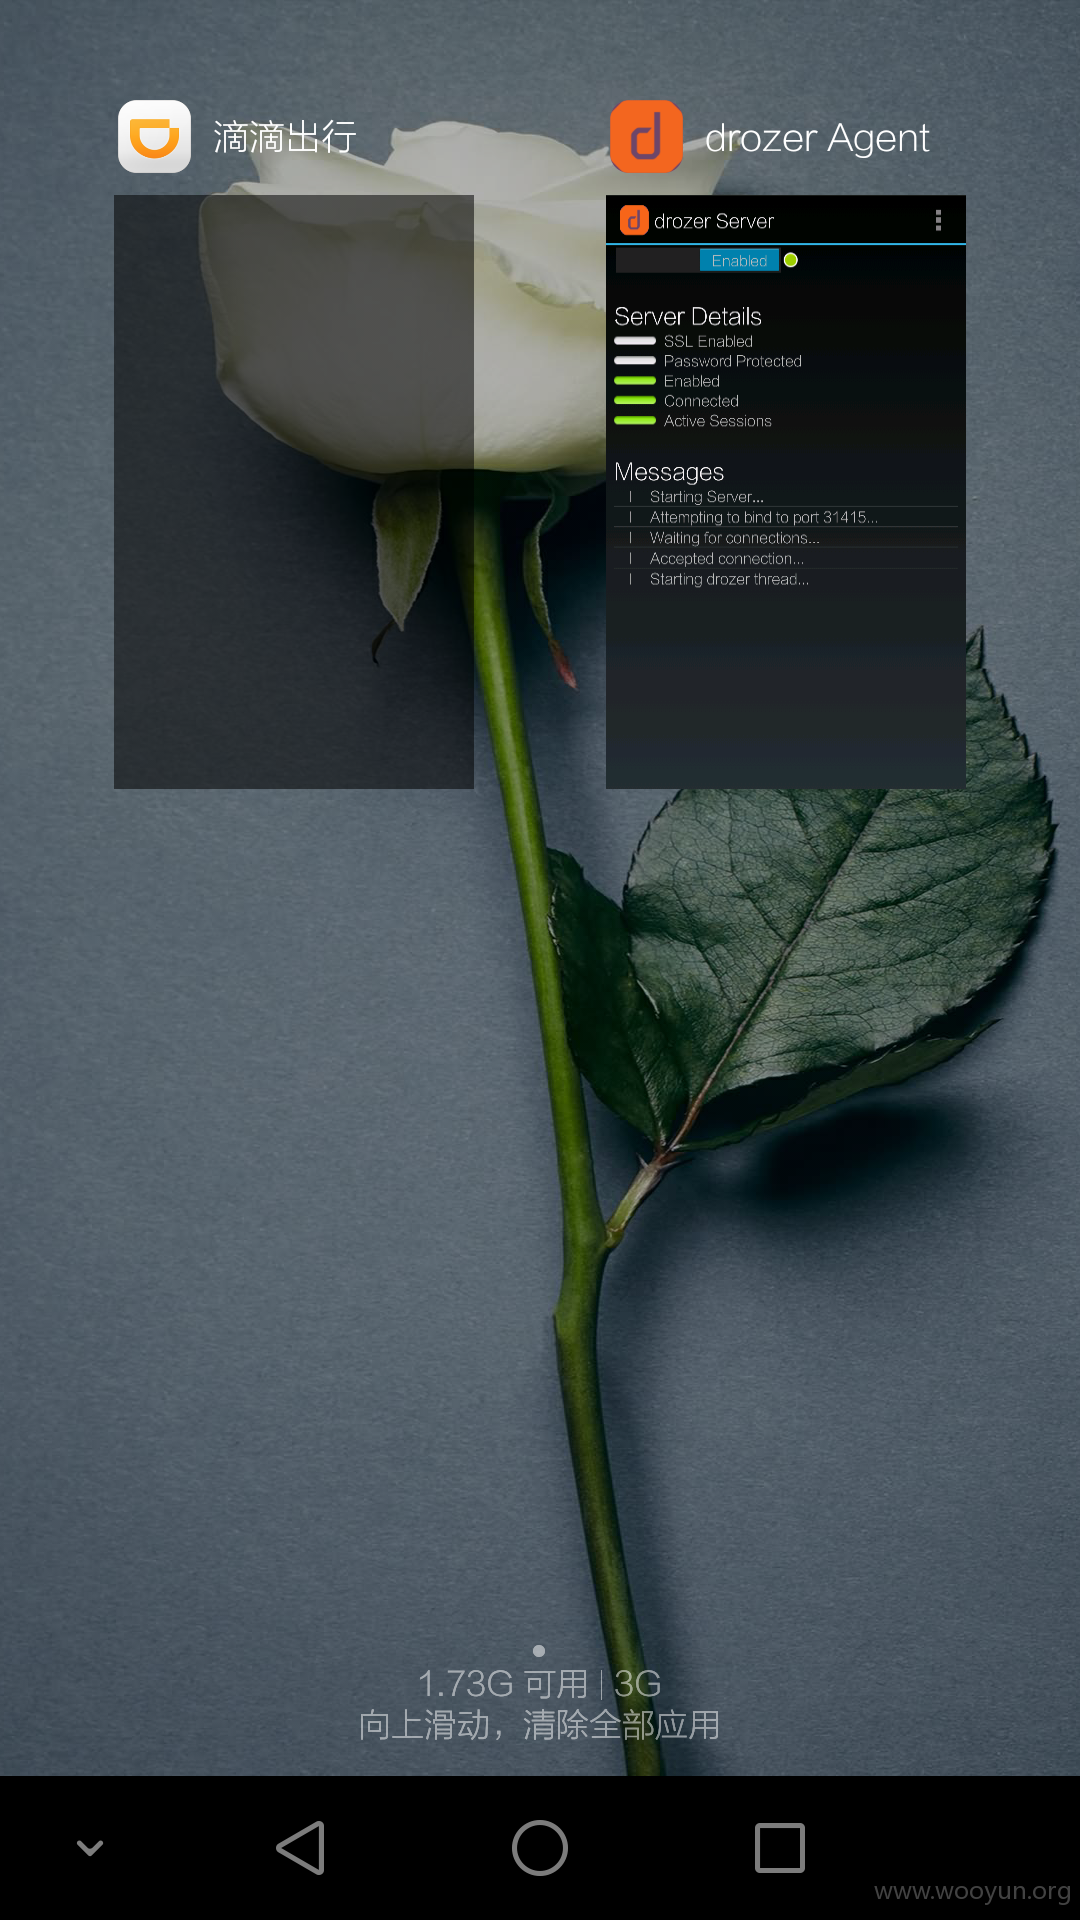 滴滴出行
drozer Agent
drozer Server
Enabled
Server Details
SSL Enabled
Password Protected
Enabled
Connected
Active Sessions
Messages
I Starting Server...
I Attempting to bind to port 31415...
I Waiting for connections...
I Accepted connection...
I Starting drozer thread...
1.73G 可用 | 3G
向上滑动，清除全部应用
www.wooyun.org